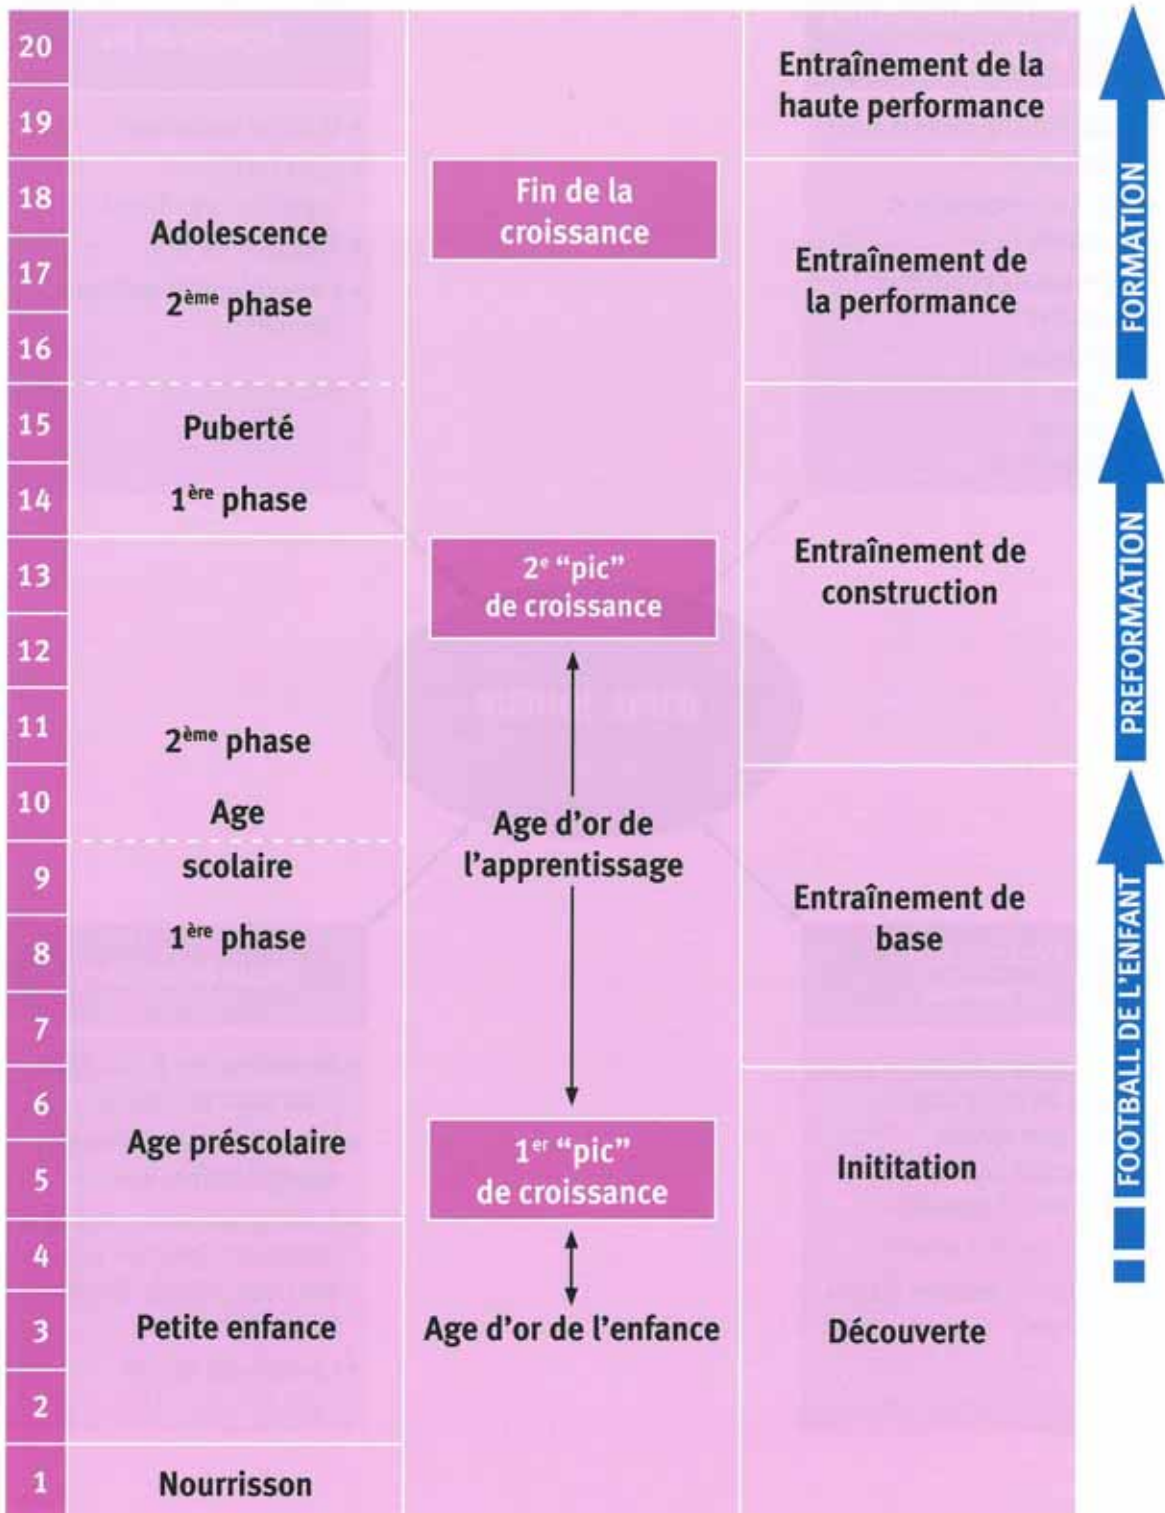 20
19
18
17
16
15
14
13
12
11
10
9
8
7
6
5
4
3
2
1
Adolescence
2ème phase
Puberté
1ère phase
2ème phase
Age
scolaire
1ère phase
Age préscolaire
Petite enfance
Nourrisson
Fin de la
croissance
2e “pic”
de croissance
Age d’or de
l’apprentissage
1er “pic”
de croissance
Age d’or de l’enfance
Entraînement de la
haute performance
Entraînement de
la performance
Entraînement de
construction
Entraînement de
base
Inititation
Découverte
FORMATION
PREFORMATION
FOOTBALL DE L’ENFANT